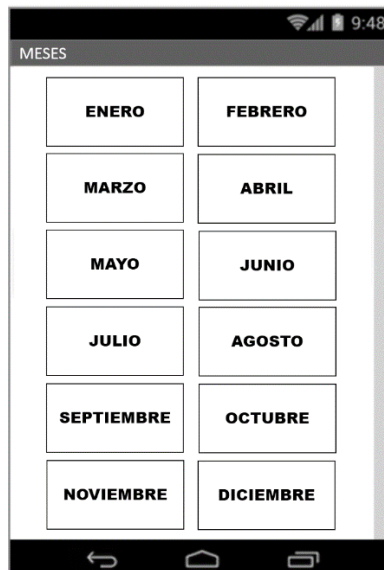 9:48
MESES
ENERO
FEBRERO
MARZO
ABRIL
MAYO
JUNIO
JULIO
AGOSTO
SEPTIEMBRE
OCTUBRE
NOVIEMBRE
DICIEMBRE